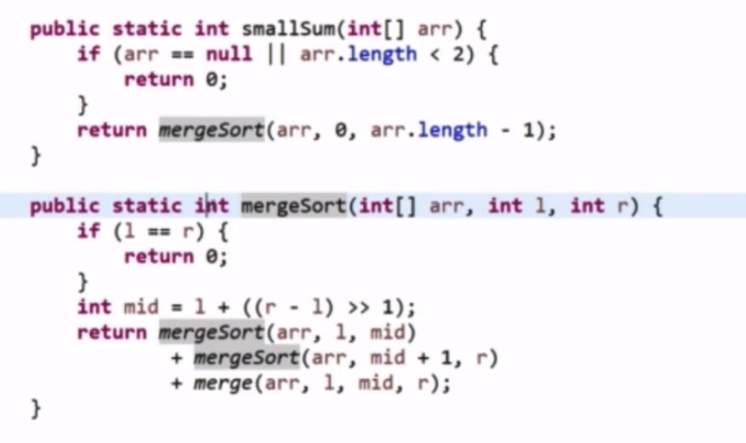 public static int smallSum(int[] arr) {
    if (arr == null || arr.length < 2) {
        return 0;
    }
    return mergeSort(arr, 0, arr.length - 1);
}

public static int mergeSort(int[] arr, int l, int r) {
    if (l == r) {
        return 0;
    }
    int mid = l + ((r - l) >> 1);
    return mergeSort(arr, l, mid)
            + mergeSort(arr, mid + 1, r)
            + merge(arr, l, mid, r);
}